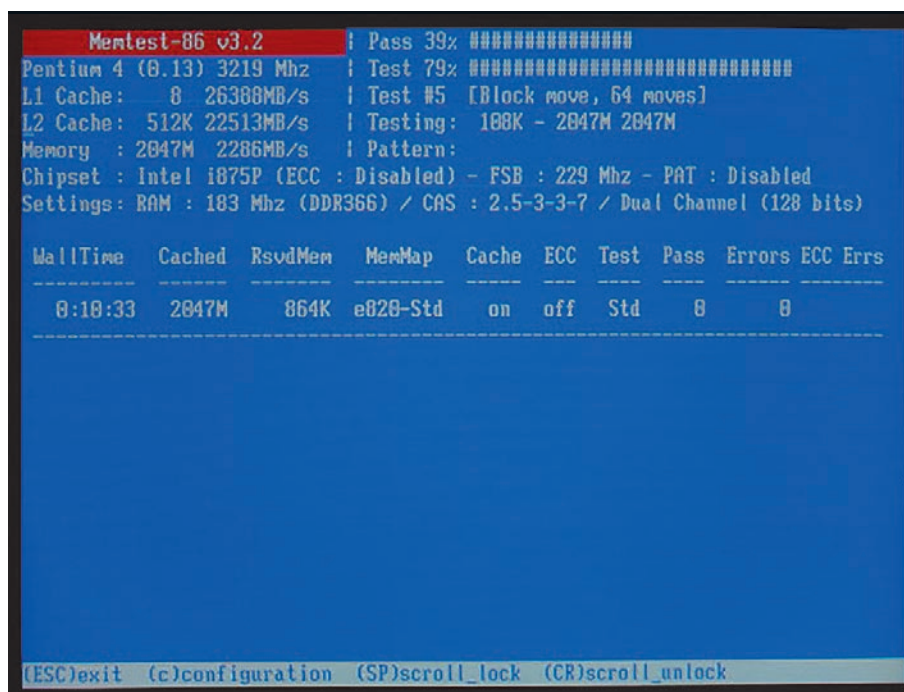 Memtest-86 v3.2 | Pass 39% ###############
Pentium 4 (0.13) 3219 Mhz | Test 79% ##############################
L1 Cache: 8 26388MB/s | Test #5 [Block move, 64 moves]
L2 Cache: 512K 22513MB/s | Testing: 108K - 2047M 2047M
Memory : 2047M 2286MB/s | Pattern:
Chipset : Intel i875P (ECC : Disabled) - FSB : 229 Mhz - PAT : Disabled
Settings: RAM : 183 Mhz (DDR366) / CAS : 2.5-3-3-7 / Dual Channel (128 bits)
WallTime Cached RsvdMem MemMap Cache ECC Test Pass Errors ECC Errs
--------- ------ ------- -------- ----- --- ---- ---- ------ --------
0:10:33 2047M 864K e820-Std on off Std 0 0
(ESC)exit (c)configuration (SP)scroll_lock (CR)scroll_unlock